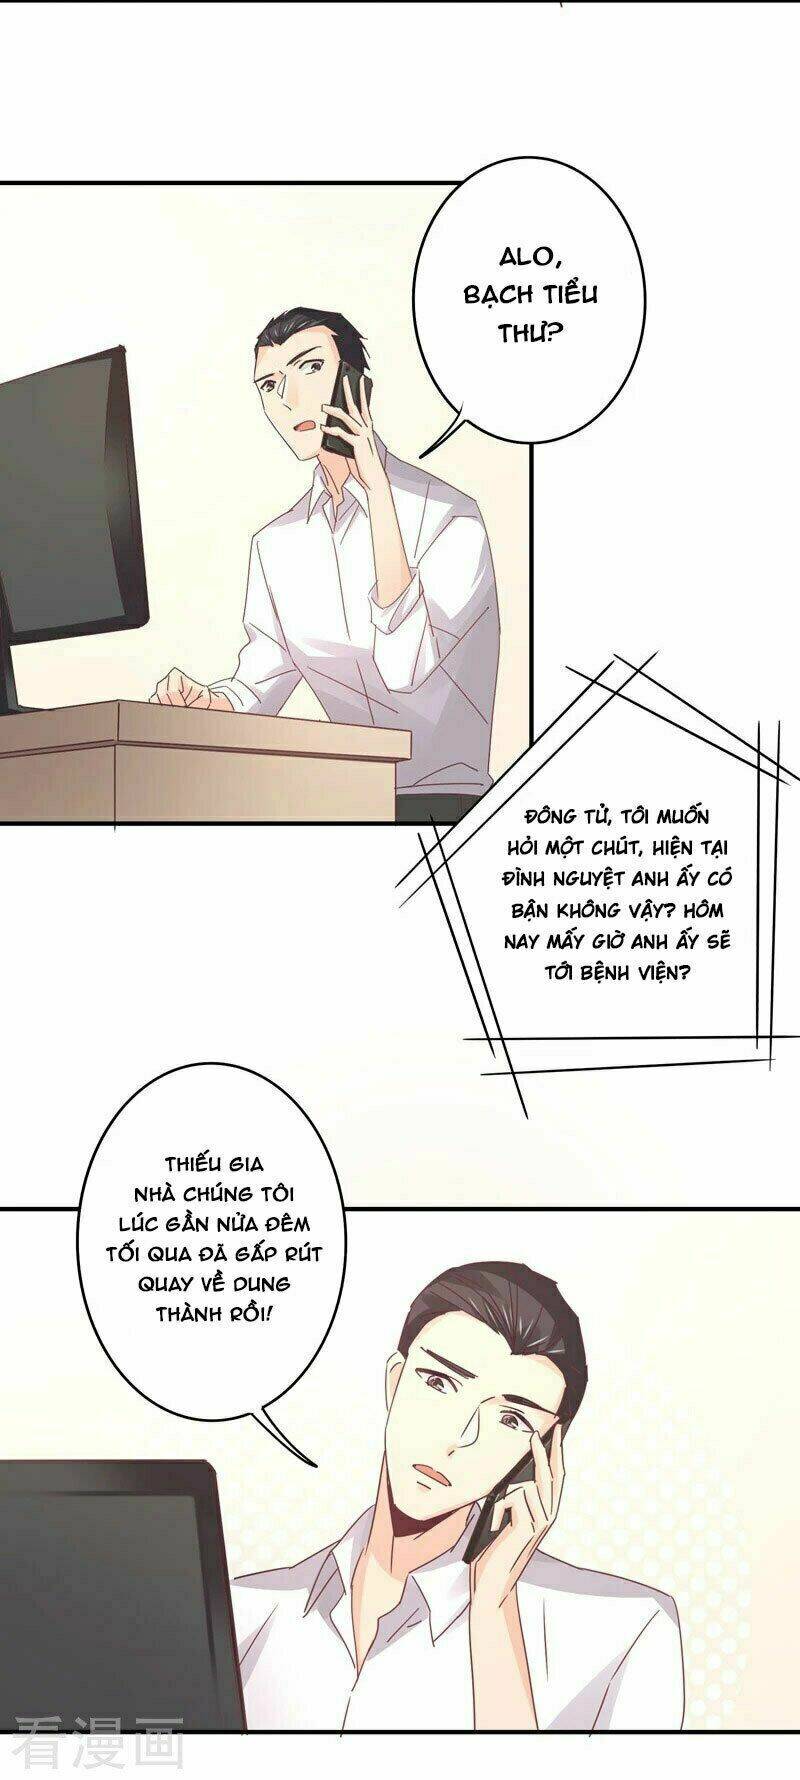 ALO,
BẠCH TIỂU
THƯ?
ĐÔNG TỬ, TÔI MUỐN
HỎI MỘT CHÚT, HIỆN TẠI
ĐÌNH NGUYỆT ANH ẤY CÓ
BẬN KHÔNG VẬY? HÔM
NAY MẤY GIỜ ANH ẤY SẼ
TỚI BỆNH VIỆN?
THIẾU GIA
NHÀ CHÚNG TÔI
LÚC GẦN NỬA ĐÊM
TỐI QUA ĐÃ GẤP RÚT
QUAY VỀ DUNG
THÀNH RỒI!
看漫画